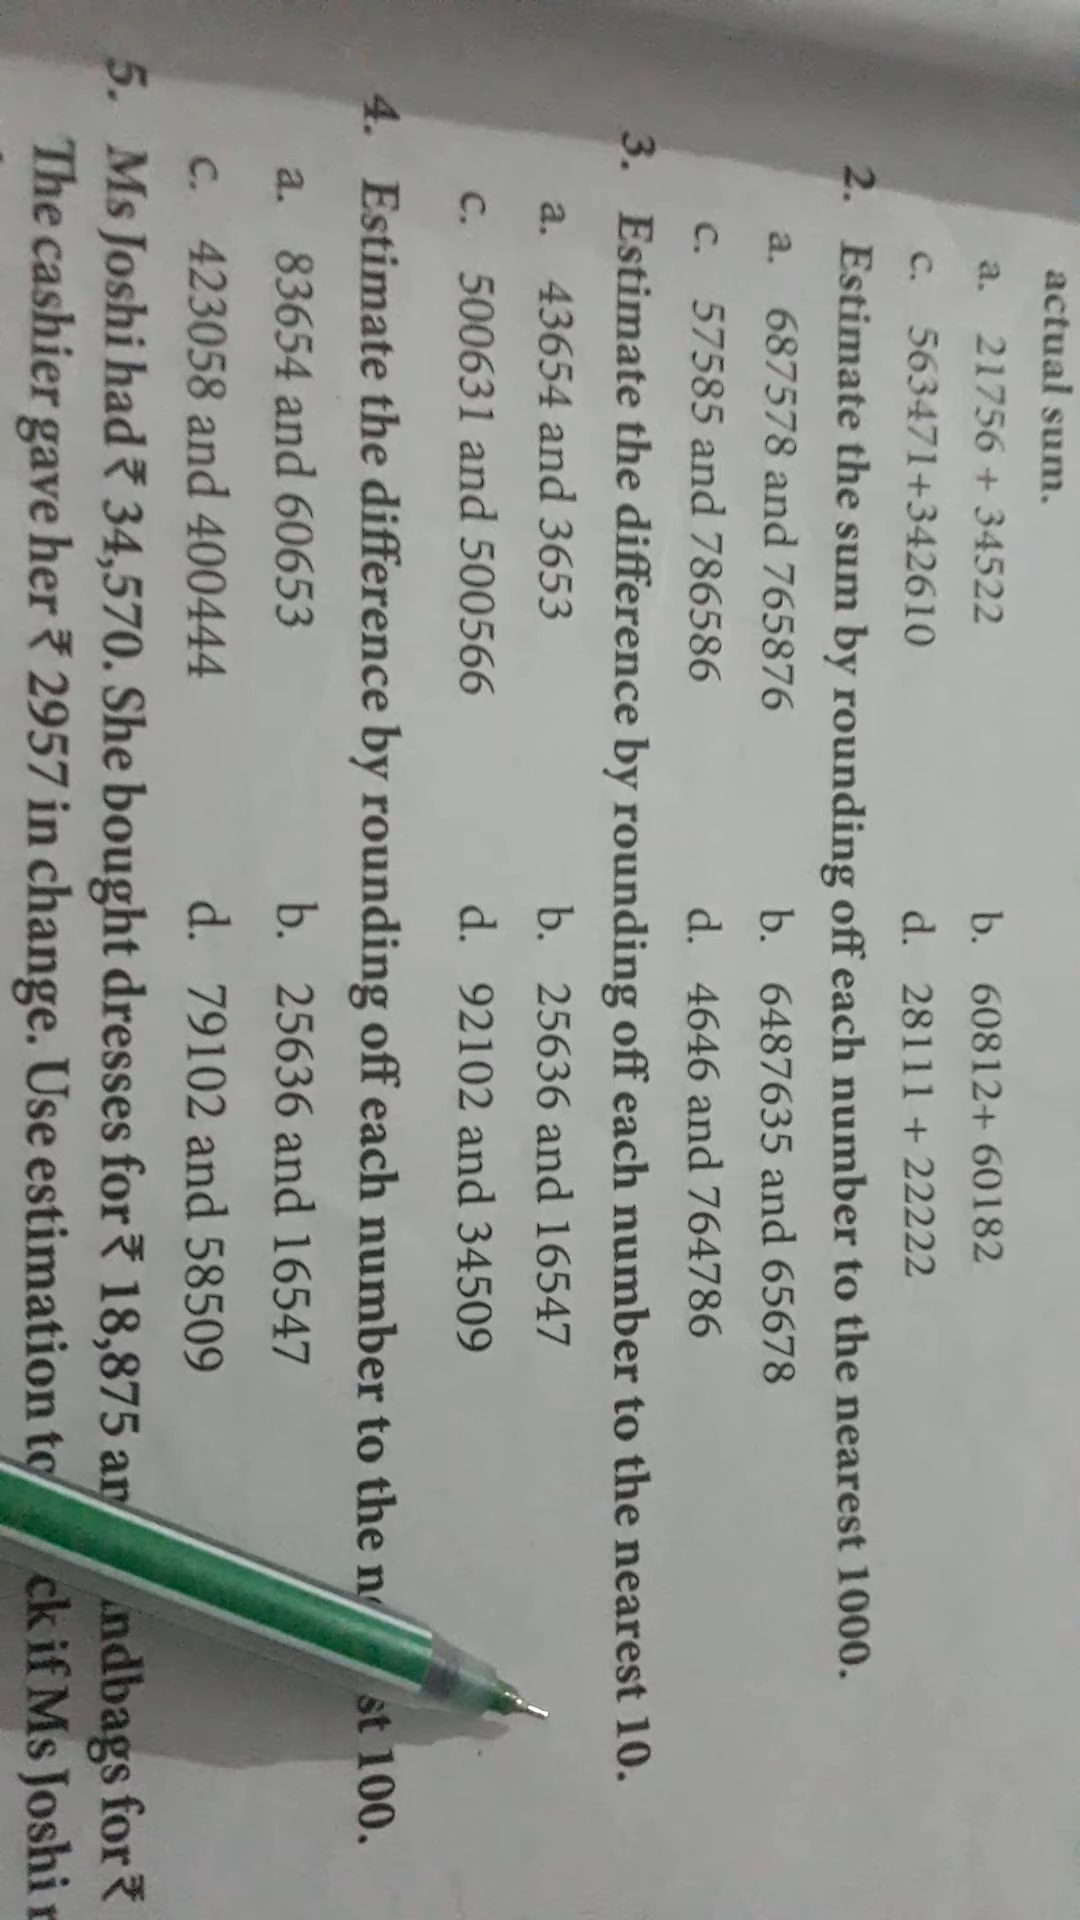 actual sum.
a. 21756 + 34522 b. 60812+ 60182
c. 563471+342610 d. 28111 + 22222
2. Estimate the sum by rounding off each number to the nearest 1000.
a. 687578 and 765876 b. 6487635 and 65678
c. 57585 and 786586 d. 4646 and 764786
3. Estimate the difference by rounding off each number to the nearest 10.
a. 43654 and 3653 b. 25636 and 16547
c. 500631 and 500566 d. 92102 and 34509
4. Estimate the difference by rounding off each number to the st 100.
a. 83654 and 60653 b. 25636 and 16547
c. 423058 and 400444 d. 79102 and 58509
5. Ms Joshi had ₹ 34,570. She bought dresses for ₹ 18,875 an ndbags for ₹
The cashier gave her ₹ 2957 in change. Use estimation to ck if Ms Joshi